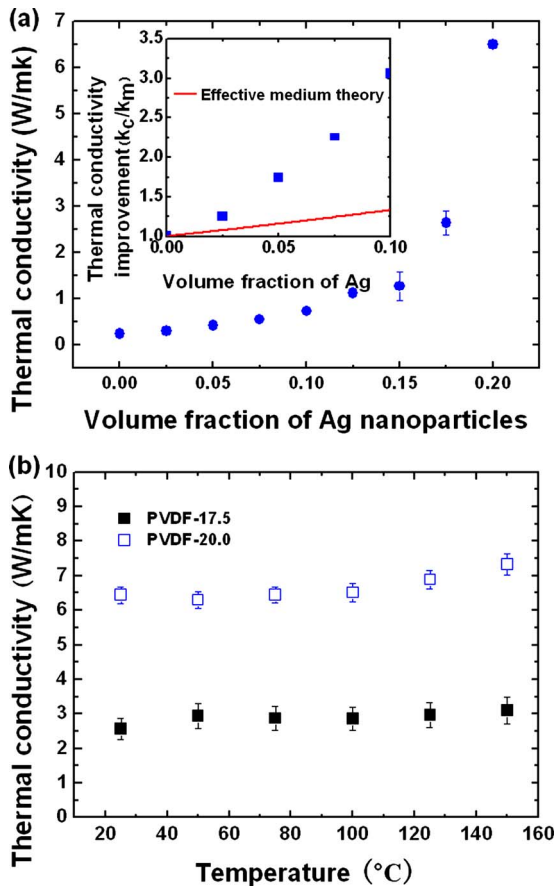 (a)
Thermal conductivity (W/mk)
7
6
5
4
3
2
1
0
0.00 0.05 0.10 0.15 0.20
Volume fraction of Ag nanoparticles
Thermal conductivity
improvement(kc/km)
3.5
3.0
2.5
2.0
1.5
1.0
Effective medium theory
0.00 0.05 0.10
Volume fraction of Ag
(b)
Thermal conductivity (W/mK)
10
9
8
7
6
5
4
3
2
1
0
PVDF-17.5
PVDF-20.0
20 40 60 80 100 120 140 160
Temperature (°C)